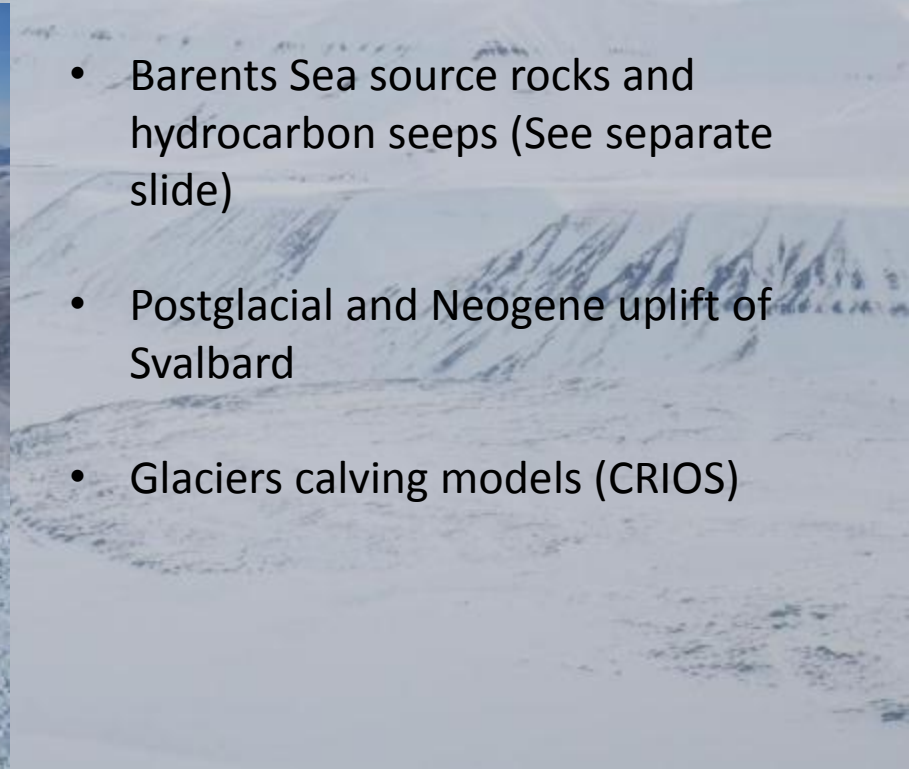 • Barents Sea source rocks and
hydrocarbon seeps (See separate
slide)
• Postglacial and Neogene uplift of
Svalbard
• Glaciers calving models (CRIOS)